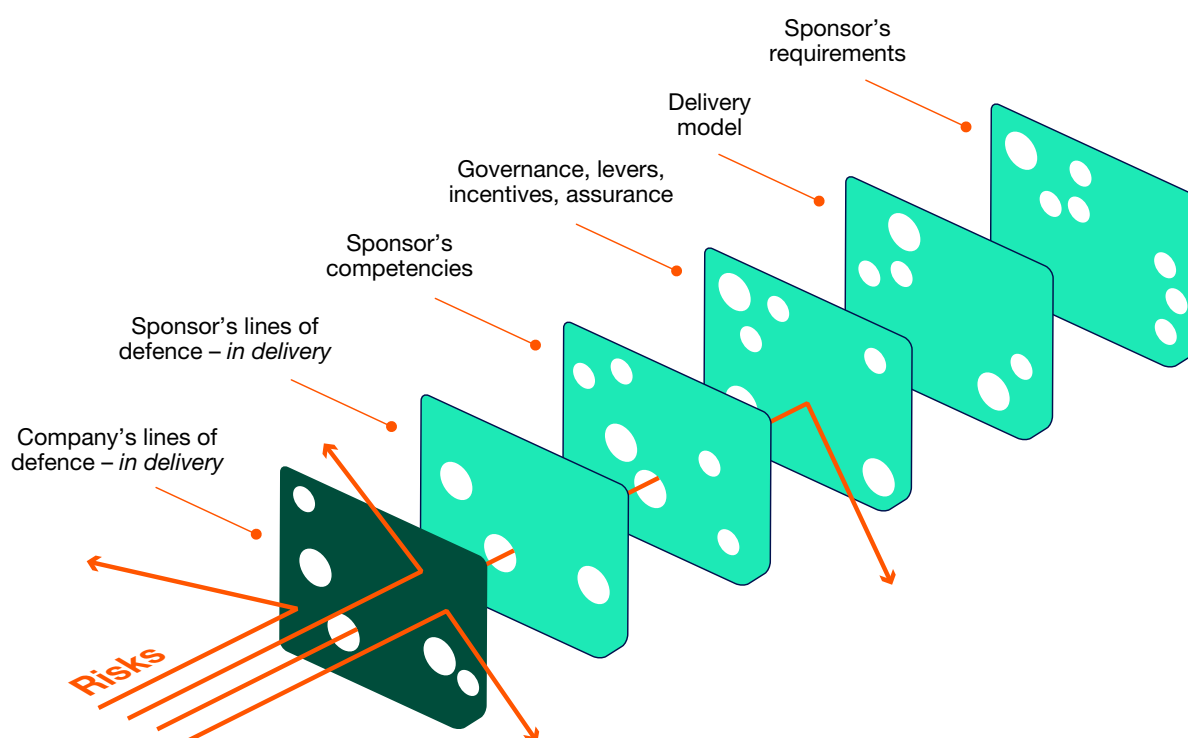 Sponsor’s
requirements
Delivery
model
Governance, levers,
incentives, assurance
Sponsor’s
competencies
Sponsor’s lines of
defence – in delivery
Company’s lines of
defence – in delivery
Risks